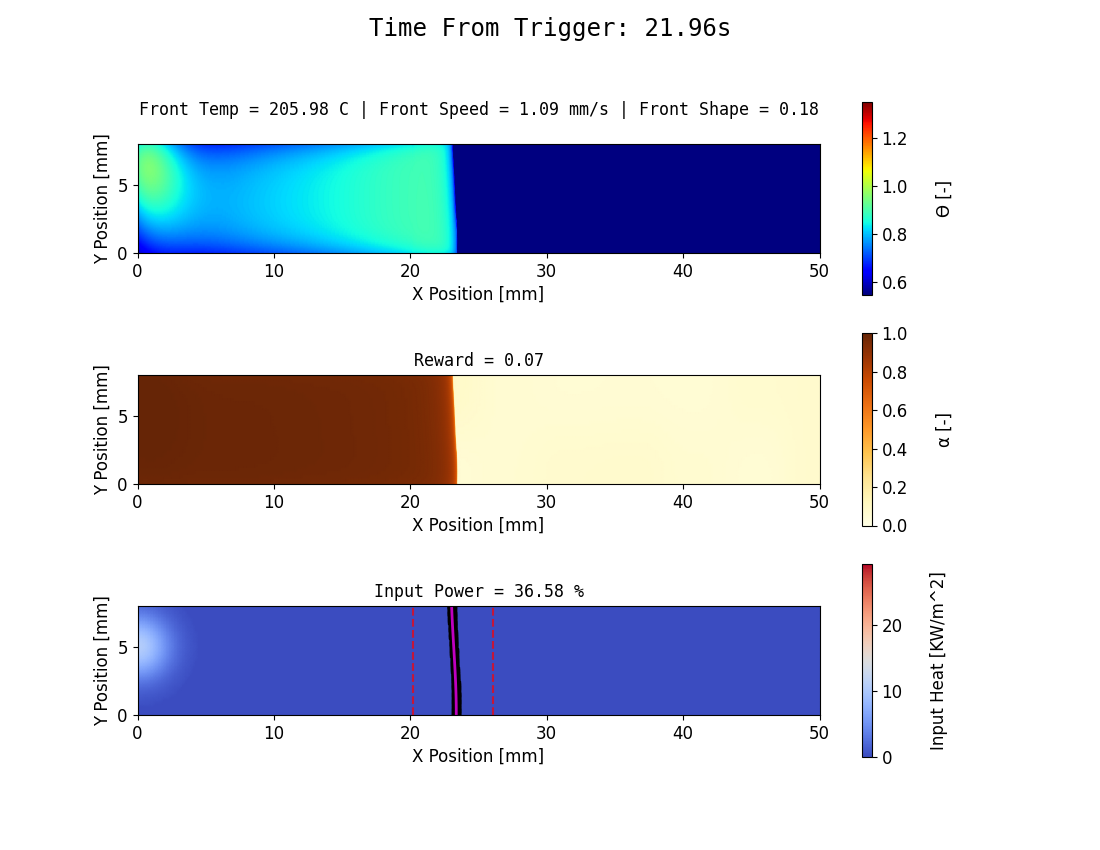 Time From Trigger: 21.96s
Front Temp = 205.98 C | Front Speed = 1.09 mm/s | Front Shape = 0.18
Y Position [mm]
5
0
0 10 20 30 40 50
X Position [mm]
1.2
1.0
0.8
0.6
Θ [-]
Reward = 0.07
Y Position [mm]
5
0
0 10 20 30 40 50
X Position [mm]
1.0
0.8
0.6
0.4
0.2
0.0
α [-]
Input Power = 36.58 %
Y Position [mm]
5
0
0 10 20 30 40 50
X Position [mm]
20
10
0
Input Heat [KW/m^2]